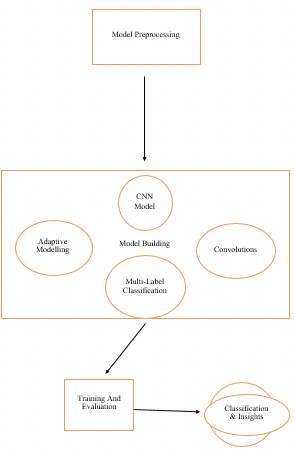 Model Preprocessing
CNN
Model
Adaptive
Modelling
Model Building
Convolutions
Multi-Label
Classification
Training And
Evaluation
Classification
& Insights